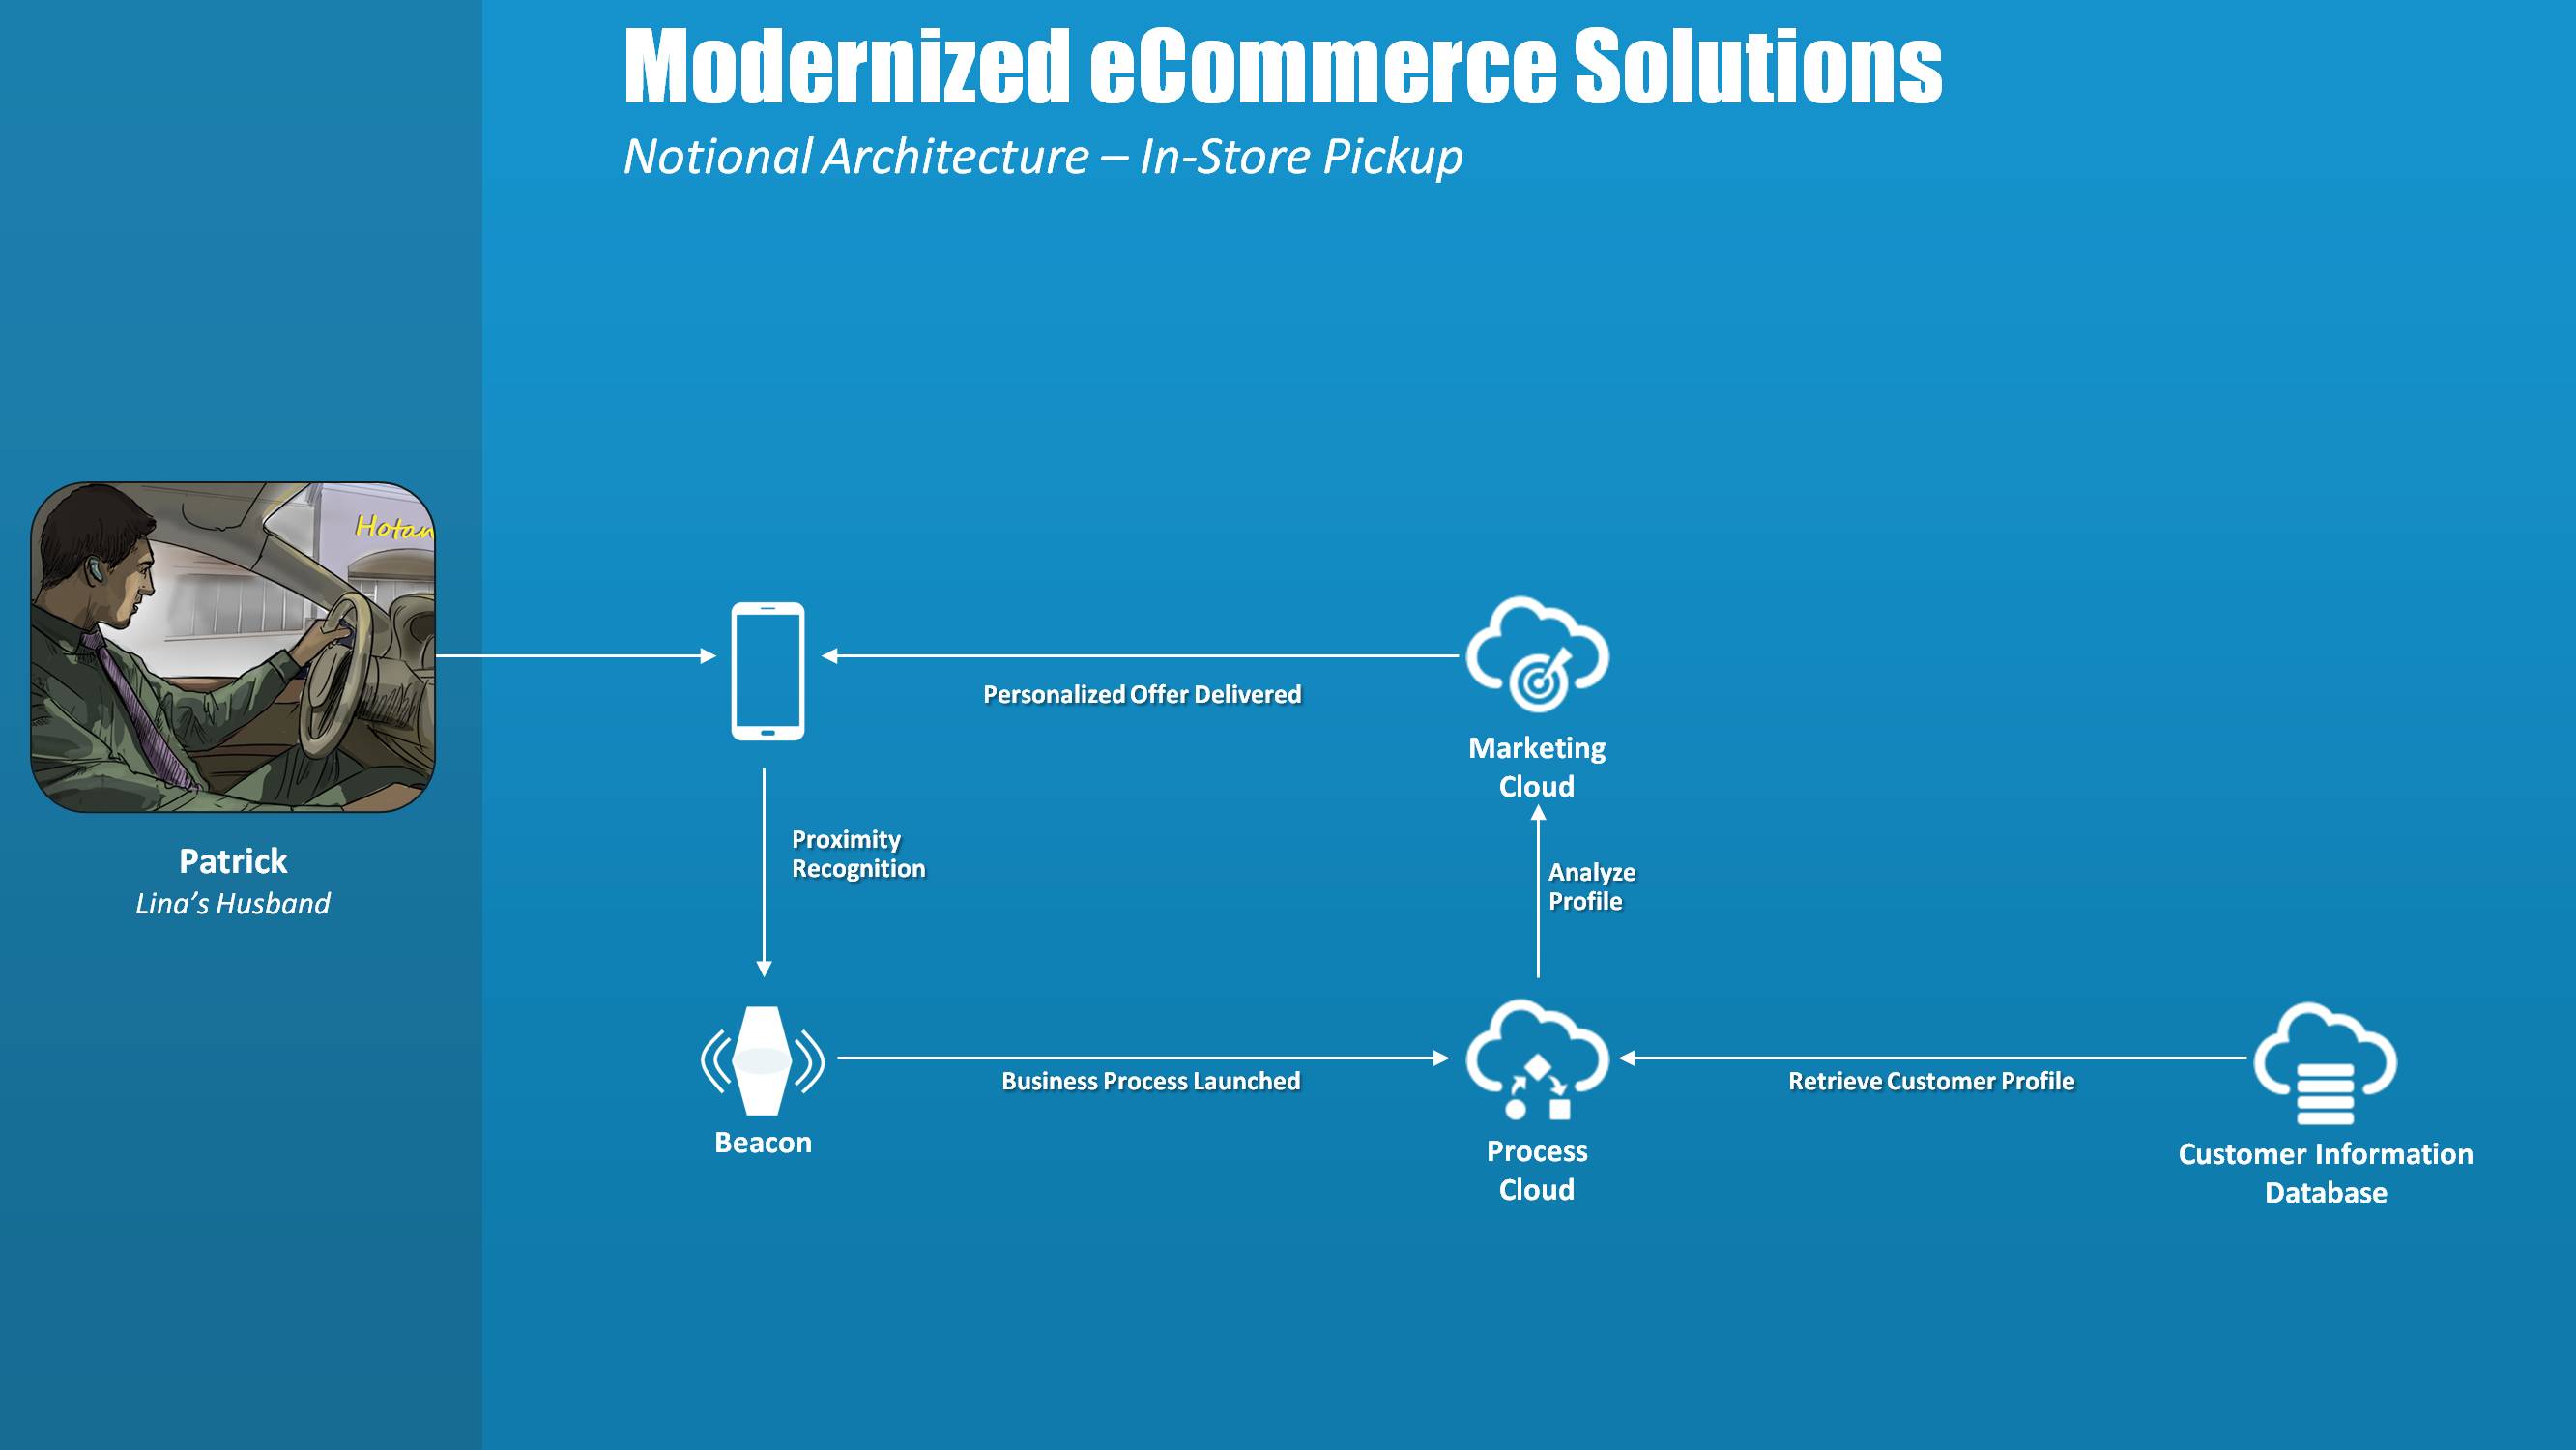 Modernized eCommerce Solutions
Notional Architecture – In-Store Pickup
Hotan
Patrick
Lina's Husband
Personalized Offer Delivered
Marketing
Cloud
Proximity
Recognition
Analyze
Profile
Beacon
Business Process Launched
Process
Cloud
Retrieve Customer Profile
Customer Information
Database